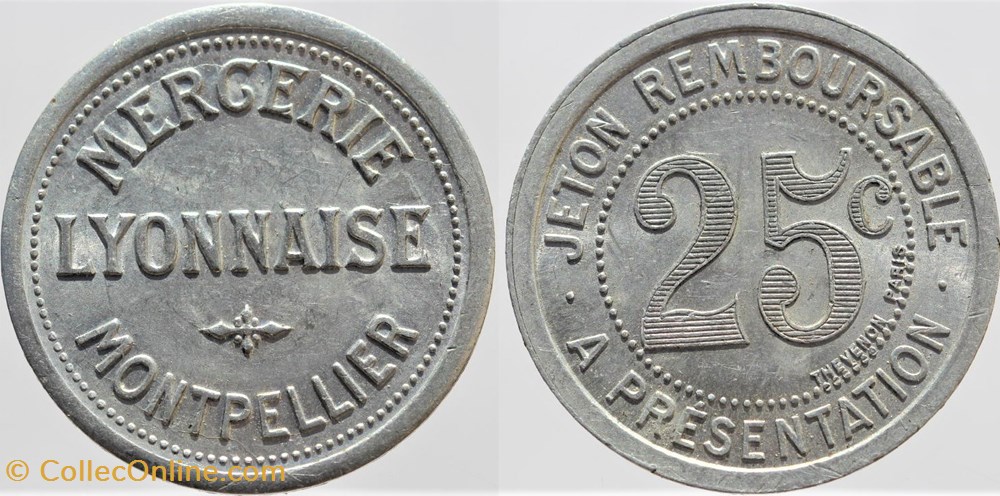 MERCERIE
LYONNAISE
MONTPELLIER
JETON REMBOURSABLE
25c
THEVENON PARIS
· A PRÉSENTATION ·
© CollecOnline.com